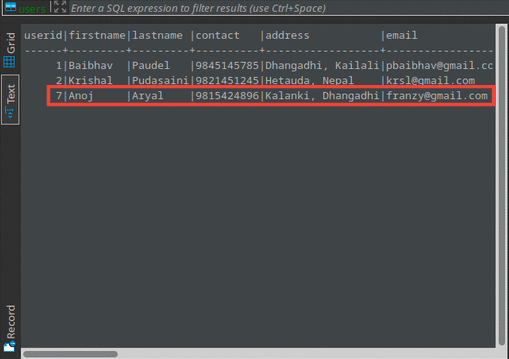 users Enter a SQL expression to filter results (use Ctrl+Space)
Grid
Text
Record
userid|firstname|lastname|contact   |address            |email
------+---------+--------+----------+-------------------+----------------
     1|Baibhav  |Paudel  |9845145785|Dhangadhi, Kailali|pbaibhav@gmail.co
     2|Krishal  |Pudasaini|9821451245|Hetauda, Nepal    |krsl@gmail.com
     7|Anoj     |Aryal   |9815424896|Kalanki, Dhangadhi|franzy@gmail.com